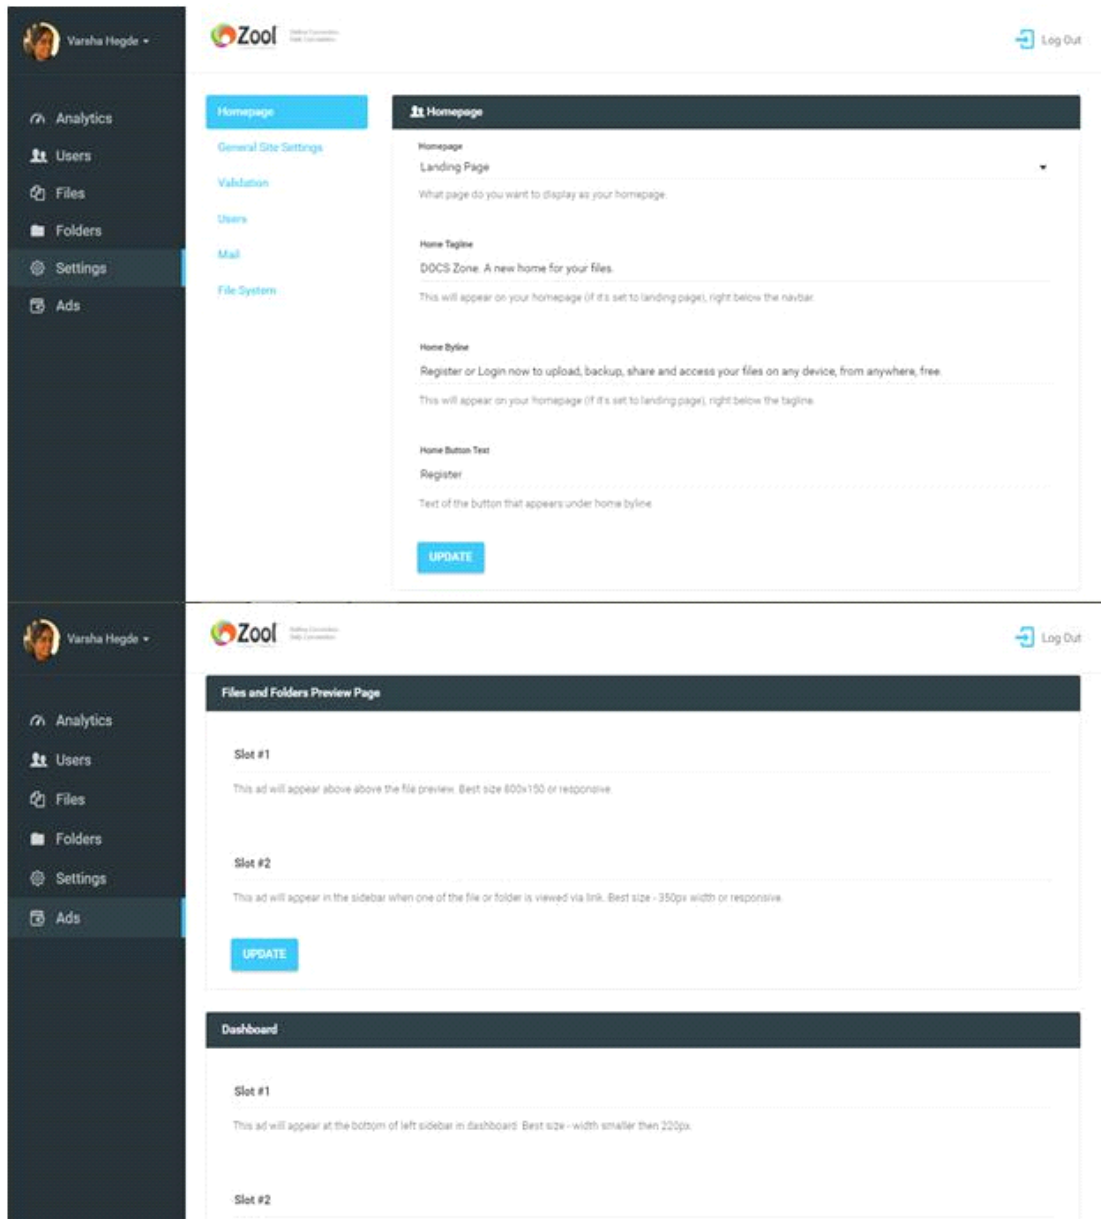 Varsha Hegde
Zool
Log Out
Analytics
Users
Files
Folders
Settings
Ads
Homepage
General Site Settings
Validation
Users
Mail
File System
Homepage
Homepage
Landing Page
What page do you want to display as your homepage.
Home Tagline
DOCS Zone. A new home for your files.
This will appear on your homepage (if it's set to landing page), right below the navbar.
Home Byline
Register or Login now to upload, backup, share and access your files on any device, from anywhere, free.
This will appear on your homepage (if it's set to landing page), right below the tagline.
Home Button Text
Register
Text of the button that appears under home byline.
UPDATE
Varsha Hegde
Zool
Log Out
Analytics
Users
Files
Folders
Settings
Ads
Files and Folders Preview Page
Slot #1
This ad will appear above above the file preview. Best size 800x150 or responsive.
Slot #2
This ad will appear in the sidebar when one of the file or folder is viewed via link. Best size - 350px width or responsive.
UPDATE
Dashboard
Slot #1
This ad will appear at the bottom of left sidebar in dashboard. Best size - width smaller then 220px.
Slot #2